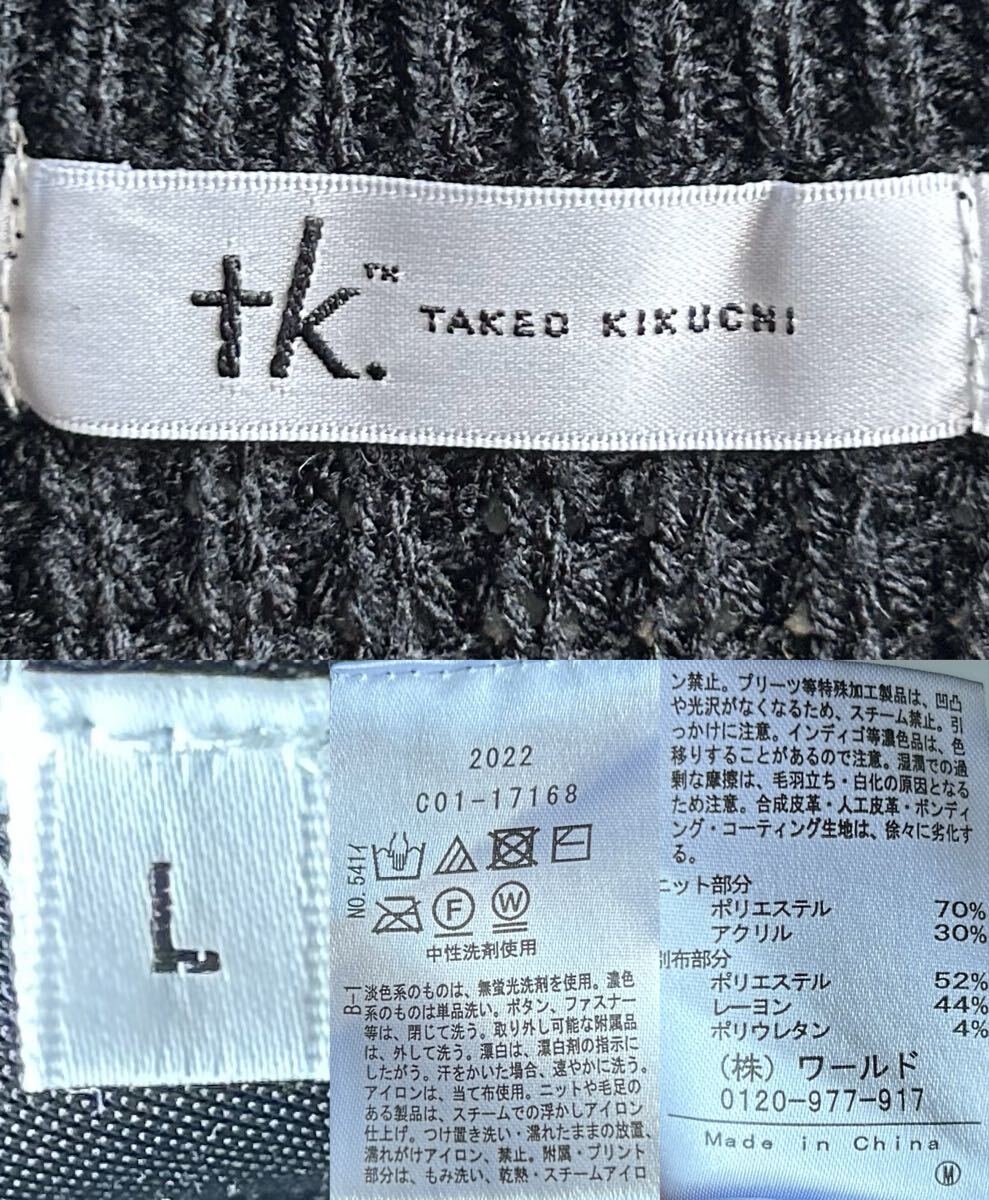 tk.™ TAKEO KIKUCHI
L
2022
C01-17168
NO.541イ
F
W
中性洗剤使用
B-1
淡色系のものは、無蛍光洗剤を使用。濃色
系のものは単品洗い。ボタン、ファスナー
等は、閉じて洗う。取り外し可能な附属品
は、外して洗う。漂白は、漂白剤の指示に
したがう。汗をかいた場合、速やかに洗う。
アイロンは、当て布使用。ニットや毛足の
ある製品は、スチームでの浮かしアイロン
仕上げ。つけ置き洗い・濡れたままの放置、
濡れがけアイロン、禁止。附属・プリント
部分は、もみ洗い、乾熱・スチームアイロ
ン禁止。プリーツ等特殊加工製品は、凹凸
や光沢がなくなるため、スチーム禁止。引
っかけに注意。インディゴ等濃色品は、色
移りすることがあるので注意。湿潤での過
剰な摩擦は、毛羽立ち・白化の原因となる
ため注意。合成皮革・人工皮革・ボンディ
ング・コーティング生地は、徐々に劣化す
る。
ニット部分
ポリエステル 70%
アクリル 30%
別布部分
ポリエステル 52%
レーヨン 44%
ポリウレタン 4%
（株）ワールド
0120-977-917
Made in China
M